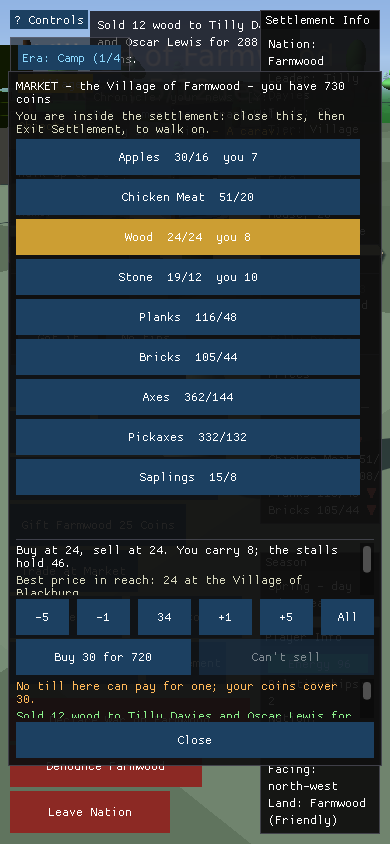 ? Controls
Sold 12 wood to Tilly Da
and Oscar Lewis for 288
ns.
Settlement Info
Nation:
Farmwood
Era: Camp (1/4
MARKET - the Village of Farmwood - you have 730
coins
You are inside the settlement: close this, then
Exit Settlement, to walk on.
Apples 30/16 you 7
Chicken Meat 51/20
Wood 24/24 you 8
Stone 19/12 you 10
Planks 116/48
Bricks 105/44
Axes 362/144
Pickaxes 332/132
Saplings 15/8
Bricks 105/44
Gift Farmwood 25 Coins
Buy at 24, sell at 24. You carry 8; the stalls
hold 46.
Best price in reach: 24 at the Village of
Blackburg
-5
-1
34
+1
+5
All
Buy 30 for 720
Can't sell
No till here can pay for one; your coins cover
30.
Sold 12 wood to Tilly Davies and Oscar Lewis for
Close
Denounce Farmwood
Leave Nation
Facing:
north-west
Land: Farmwood
(Friendly)